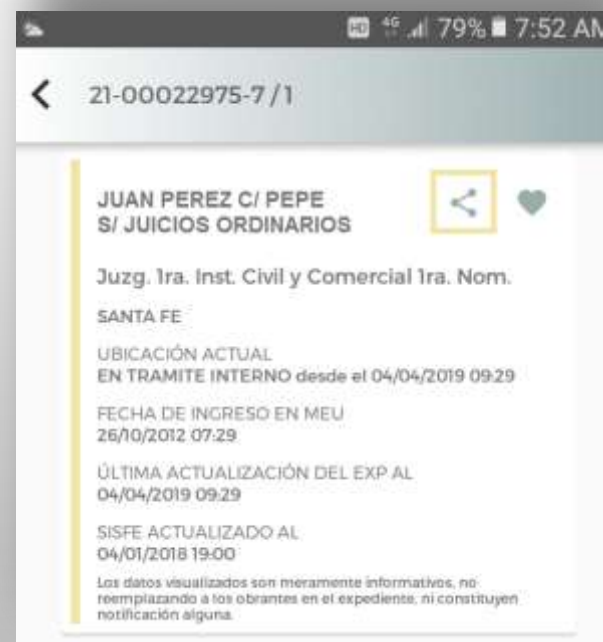 HD 4G 79% 7:52 AM
21-00022975-7 / 1
JUAN PEREZ C/ PEPE
S/ JUICIOS ORDINARIOS
Juzg. 1ra. Inst. Civil y Comercial 1ra. Nom.
SANTA FE
UBICACIÓN ACTUAL
EN TRAMITE INTERNO desde el 04/04/2019 09:29
FECHA DE INGRESO EN MEU
26/10/2012 07:29
ÚLTIMA ACTUALIZACIÓN DEL EXP AL
04/04/2019 09:29
SISFE ACTUALIZADO AL
04/01/2018 19:00
Los datos visualizados son meramente informativos, no
reemplazando a los obrantes en el expediente, ni constituyen
notificación alguna.